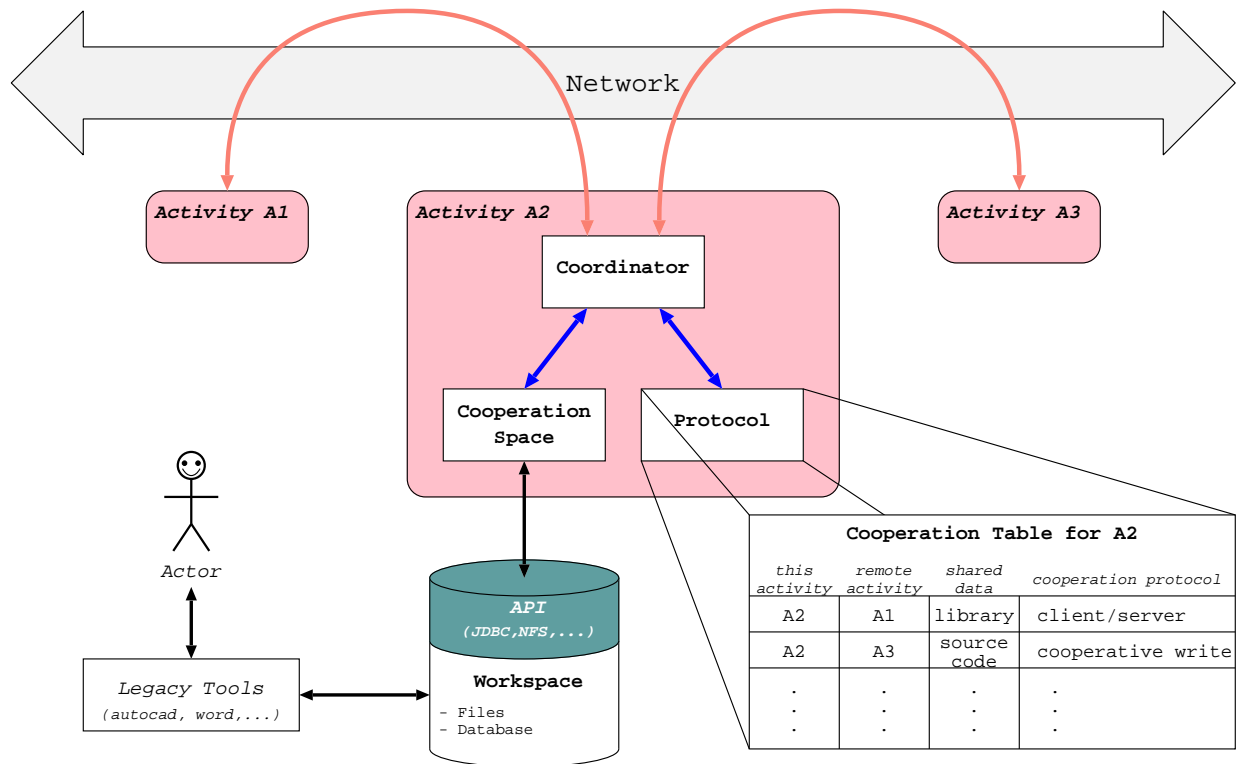 Network
Activity A1
Activity A2
Activity A3
Coordinator
Cooperation
Space
Protocol
Actor
Legacy Tools
(autocad, word,...)
API
(JDBC,NFS,...)
Workspace
- Files
- Database
Cooperation Table for A2
this activity remote activity shared data cooperation protocol
A2 A1 library client/server
A2 A3 source code cooperative write
. . . .
. . . .
. . . .